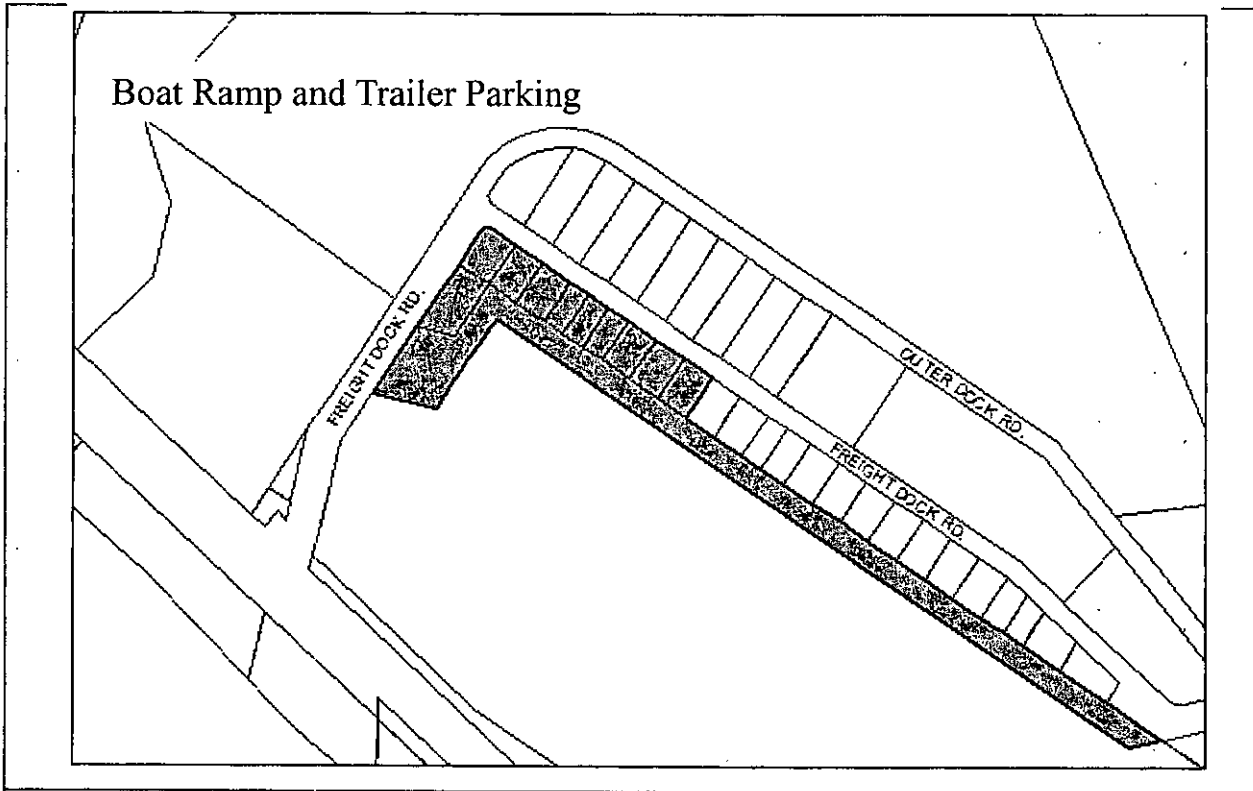 Boat Ramp and Trailer Parking
FREIGHT DOCK RD.
OUTER DOCK RD.
FREIGHT DOCK RD.